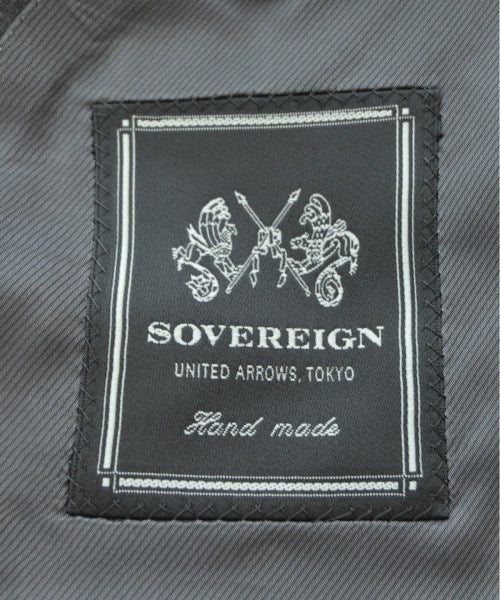 SOVEREIGN
UNITED ARROWS, TOKYO
Hand made